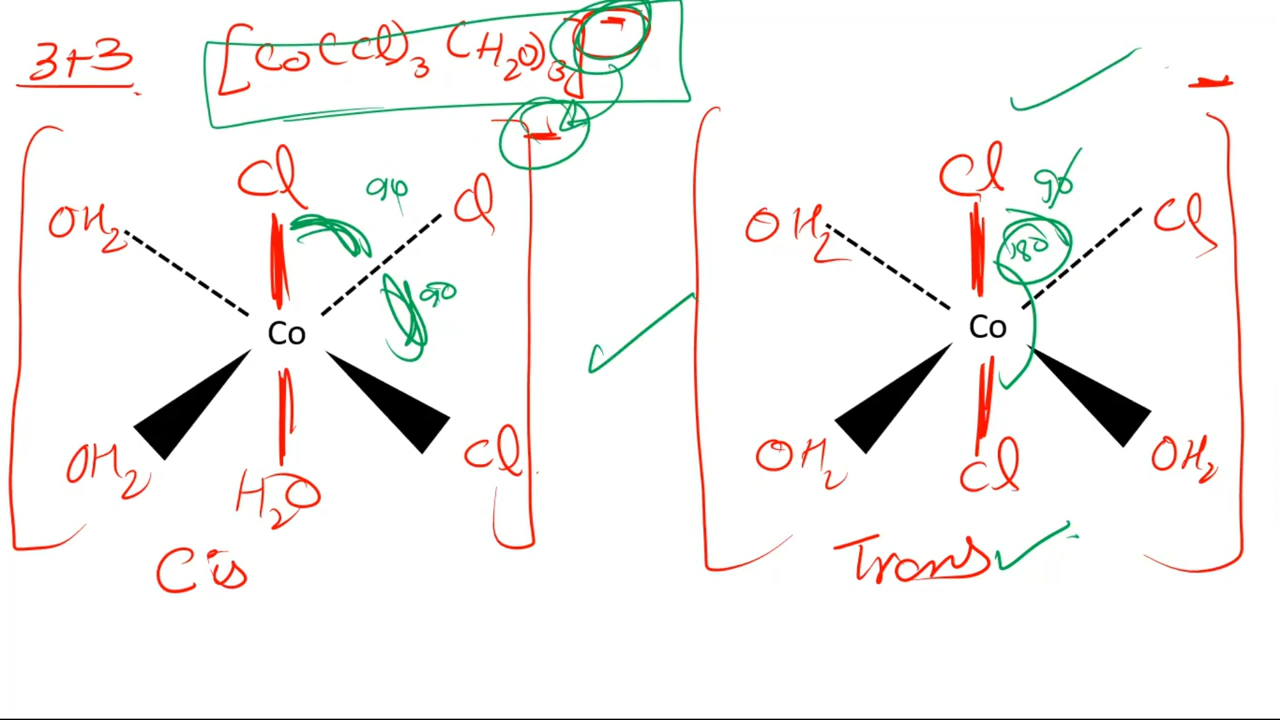 3+3
[Co(Cl)₃(H₂O)₃]⁻
Cl
90
Cl
OH₂
90
Co
OH₂
H₂O
Cl
Cis
−
Cl
90
Cl
OH₂
180
Co
OH₂
Cl
OH₂
Trans
−